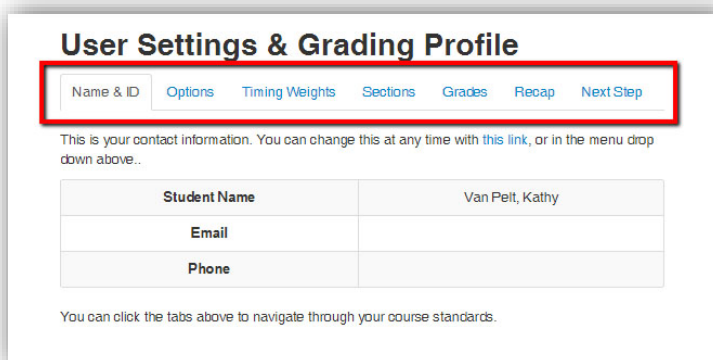 User Settings & Grading Profile
Name & ID Options Timing Weights Sections Grades Recap Next Step
This is your contact information. You can change this at any time with this link, or in the menu drop
down above..
Student Name Van Pelt, Kathy
Email
Phone
You can click the tabs above to navigate through your course standards.